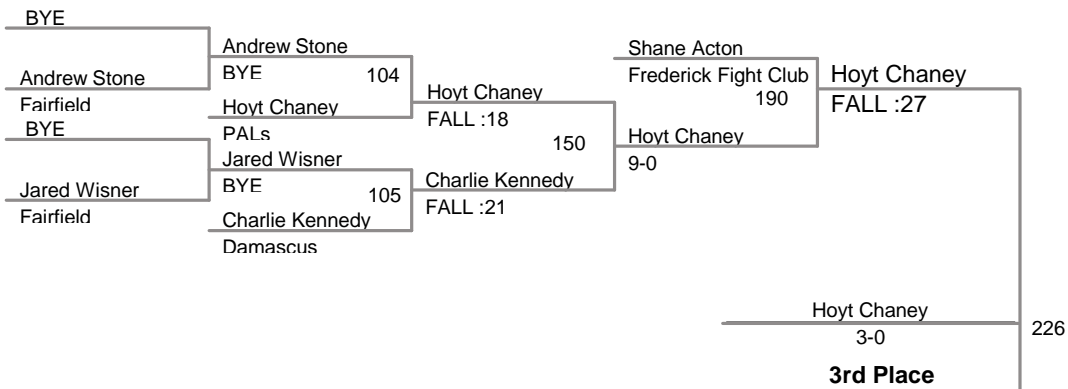 BYE
Andrew Stone
Fairfield
BYE
Jared Wisner
Fairfield
Andrew Stone
BYE
104
Hoyt Chaney
PALs
Jared Wisner
BYE
105
Charlie Kennedy
Damascus
Hoyt Chaney
FALL :18
150
Charlie Kennedy
FALL :21
Shane Acton
Frederick Fight Club
190
Hoyt Chaney
9-0
Hoyt Chaney
FALL :27
Hoyt Chaney
3-0
226
3rd Place